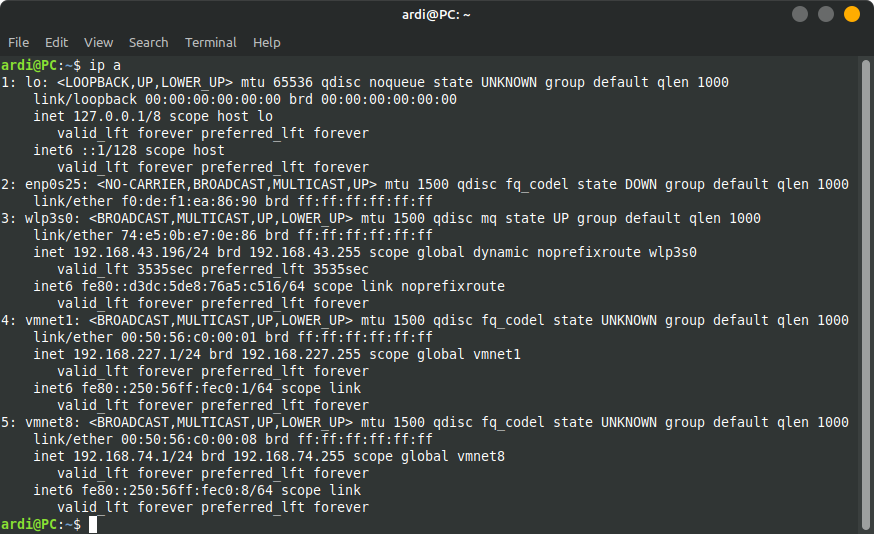 ardi@PC: ~
File Edit View Search Terminal Help
ardi@PC:~$ ip a
1: lo: <LOOPBACK,UP,LOWER_UP> mtu 65536 qdisc noqueue state UNKNOWN group default qlen 1000
    link/loopback 00:00:00:00:00:00 brd 00:00:00:00:00:00
    inet 127.0.0.1/8 scope host lo
       valid_lft forever preferred_lft forever
    inet6 ::1/128 scope host
       valid_lft forever preferred_lft forever
2: enp0s25: <NO-CARRIER,BROADCAST,MULTICAST,UP> mtu 1500 qdisc fq_codel state DOWN group default qlen 1000
    link/ether f0:de:f1:ea:86:90 brd ff:ff:ff:ff:ff:ff
3: wlp3s0: <BROADCAST,MULTICAST,UP,LOWER_UP> mtu 1500 qdisc mq state UP group default qlen 1000
    link/ether 74:e5:0b:e7:0e:86 brd ff:ff:ff:ff:ff:ff
    inet 192.168.43.196/24 brd 192.168.43.255 scope global dynamic noprefixroute wlp3s0
       valid_lft 3535sec preferred_lft 3535sec
    inet6 fe80::d3dc:5de8:76a5:c516/64 scope link noprefixroute
       valid_lft forever preferred_lft forever
4: vmnet1: <BROADCAST,MULTICAST,UP,LOWER_UP> mtu 1500 qdisc fq_codel state UNKNOWN group default qlen 1000
    link/ether 00:50:56:c0:00:01 brd ff:ff:ff:ff:ff:ff
    inet 192.168.227.1/24 brd 192.168.227.255 scope global vmnet1
       valid_lft forever preferred_lft forever
    inet6 fe80::250:56ff:fec0:1/64 scope link
       valid_lft forever preferred_lft forever
5: vmnet8: <BROADCAST,MULTICAST,UP,LOWER_UP> mtu 1500 qdisc fq_codel state UNKNOWN group default qlen 1000
    link/ether 00:50:56:c0:00:08 brd ff:ff:ff:ff:ff:ff
    inet 192.168.74.1/24 brd 192.168.74.255 scope global vmnet8
       valid_lft forever preferred_lft forever
    inet6 fe80::250:56ff:fec0:8/64 scope link
       valid_lft forever preferred_lft forever
ardi@PC:~$